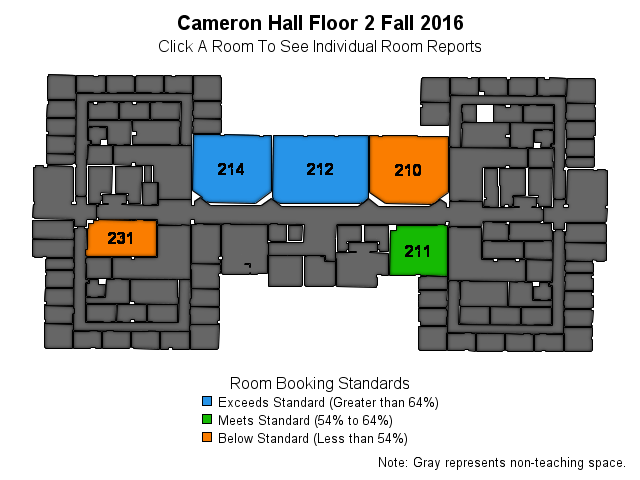 Cameron Hall Floor 2 Fall 2016
Click A Room To See Individual Room Reports
214
212
210
231
211
Room Booking Standards
Exceeds Standard (Greater than 64%)
Meets Standard (54% to 64%)
Below Standard (Less than 54%)
Note: Gray represents non-teaching space.